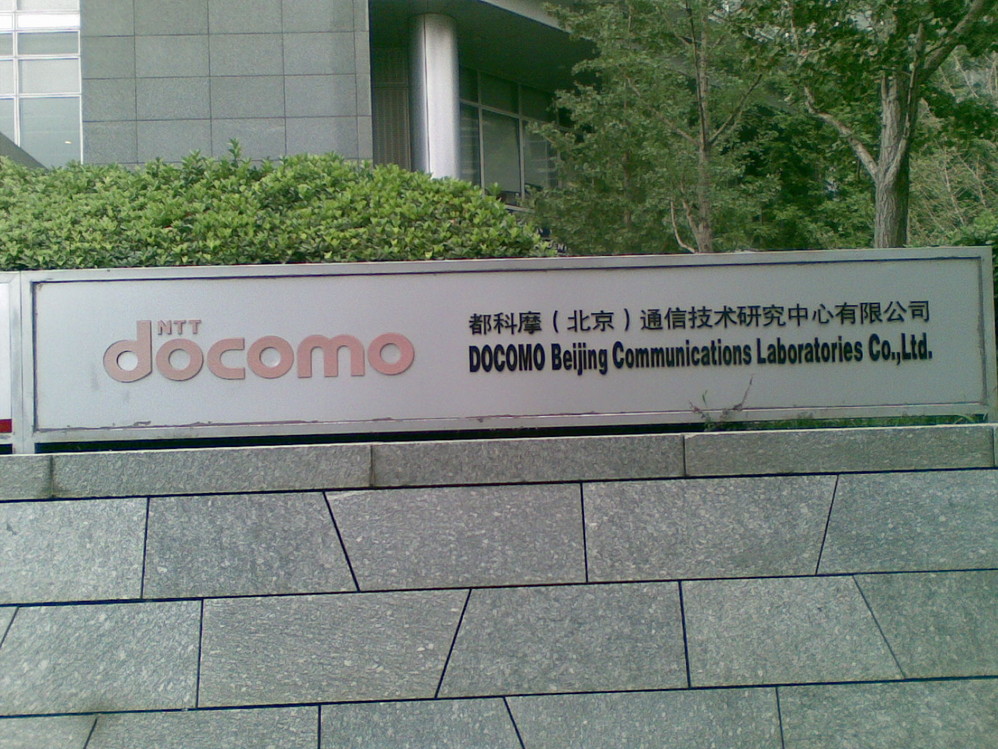 NTT
docomo
都科摩（北京）通信技术研究中心有限公司
DOCOMO Beijing Communications Laboratories Co.,Ltd.